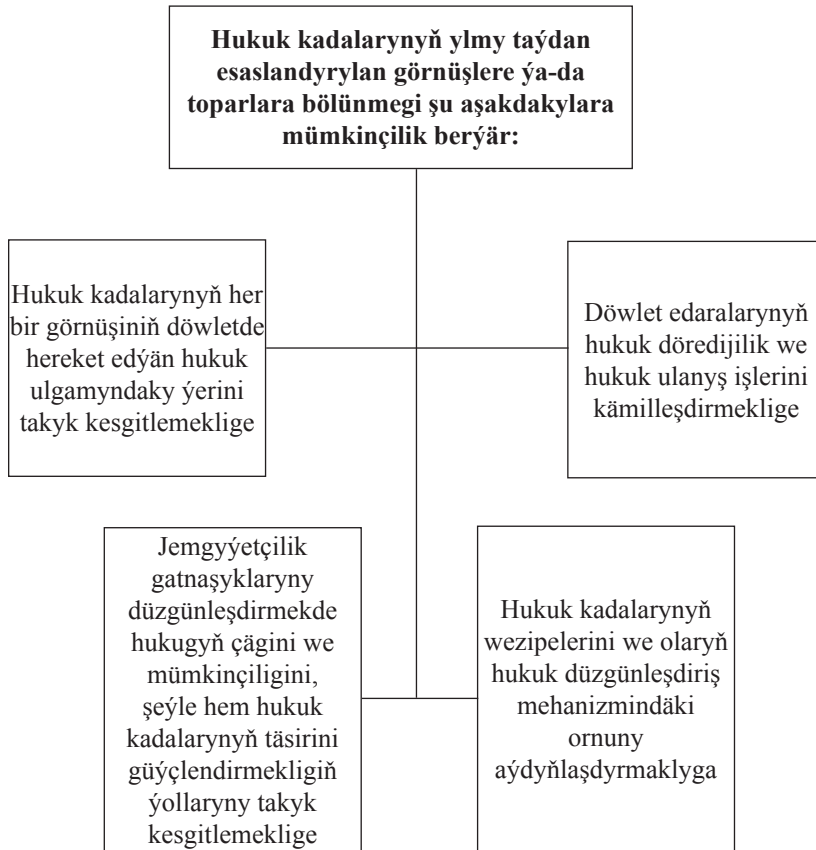 Hukuk kadalarynyň ylmy taýdan
esaslandyrylan görnüşlere ýa-da
toparlara bölünmegi şu aşakdakylara
mümkinçilik berýär:
Hukuk kadalarynyň her
bir görnüşiniň döwletde
hereket edýän hukuk
ulgamyndaky ýerini
takyk kesgitlemeklige
Döwlet edaralarynyň
hukuk döredijilik we
hukuk ulanyş işlerini
kämilleşdirmeklige
Jemgyýetçilik
gatnaşyklaryny
düzgünleşdirmekde
hukugyň çägini we
mümkinçiligini,
şeýle hem hukuk
kadalarynyň täsirini
güýçlendirmekligiň
ýollaryny takyk
kesgitlemeklige
Hukuk kadalarynyň
wezipelerini we olaryň
hukuk düzgünleşdiriş
mehanizmindäki
ornuny
aýdyňlaşdyrmaklyga